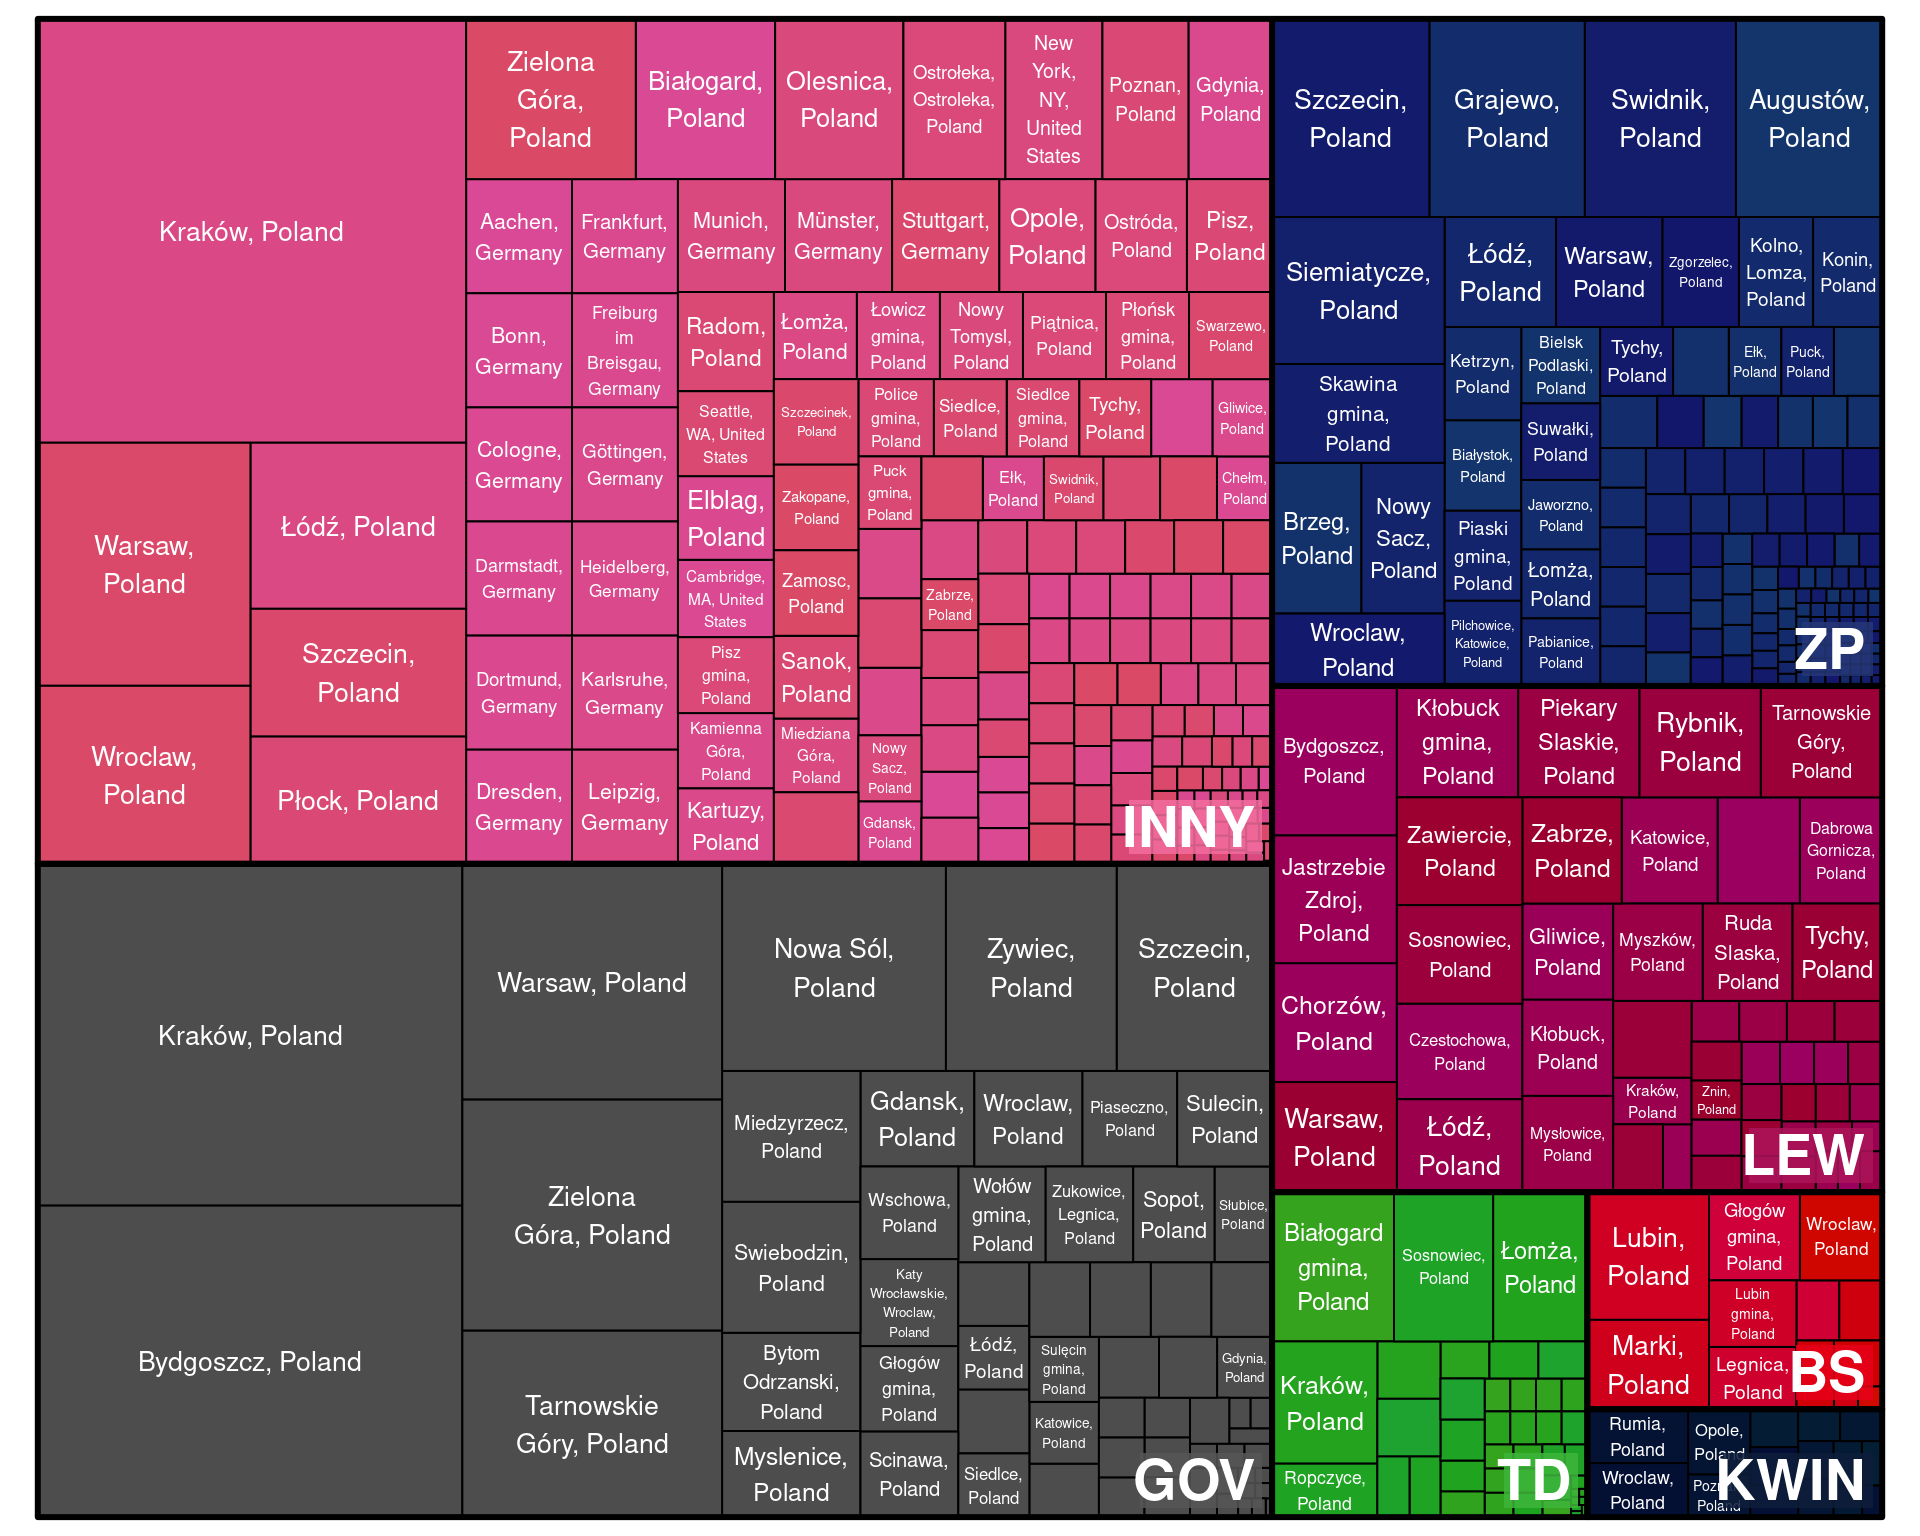 Kraków, Poland
Warsaw,
Poland
Wroclaw,
Poland
Łódź, Poland
Szczecin,
Poland
Płock, Poland
Zielona
Góra,
Poland
Białogard,
Poland
Olesnica,
Poland
Ostrołeka,
Ostroleka,
Poland
New
York,
NY,
United
States
Poznan,
Poland
Gdynia,
Poland
Aachen,
Germany
Frankfurt,
Germany
Munich,
Germany
Münster,
Germany
Stuttgart,
Germany
Opole,
Poland
Ostróda,
Poland
Pisz,
Poland
Bonn,
Germany
Freiburg
im
Breisgau,
Germany
Cologne,
Germany
Göttingen,
Germany
Darmstadt,
Germany
Heidelberg,
Germany
Dortmund,
Germany
Karlsruhe,
Germany
Dresden,
Germany
Leipzig,
Germany
Radom,
Poland
Seattle,
WA, United
States
Elblag,
Poland
Cambridge,
MA, United
States
Pisz
gmina,
Poland
Kamienna
Góra,
Poland
Kartuzy,
Poland
Łomża,
Poland
Łowicz
gmina,
Poland
Nowy
Tomysl,
Poland
Piątnica,
Poland
Płońsk
gmina,
Poland
Swarzewo,
Poland
Szczecinek,
Poland
Zakopane,
Poland
Zamosc,
Poland
Sanok,
Poland
Miedziana
Góra,
Poland
Police
gmina,
Poland
Siedlce,
Poland
Siedlce
gmina,
Poland
Tychy,
Poland
Gliwice,
Poland
Puck
gmina,
Poland
Ełk,
Poland
Swidnik,
Poland
Chełm,
Poland
Zabrze,
Poland
Nowy
Sacz,
Poland
Gdansk,
Poland
INNY
Szczecin,
Poland
Grajewo,
Poland
Swidnik,
Poland
Augustów,
Poland
Siemiatycze,
Poland
Skawina
gmina,
Poland
Brzeg,
Poland
Nowy
Sacz,
Poland
Wroclaw,
Poland
Łódź,
Poland
Warsaw,
Poland
Zgorzelec,
Poland
Kolno,
Lomza,
Poland
Konin,
Poland
Ketrzyn,
Poland
Białystok,
Poland
Piaski
gmina,
Poland
Pilchowice,
Katowice,
Poland
Bielsk
Podlaski,
Poland
Suwałki,
Poland
Jaworzno,
Poland
Łomża,
Poland
Pabianice,
Poland
Tychy,
Poland
Ełk,
Poland
Puck,
Poland
ZP
Bydgoszcz,
Poland
Jastrzebie
Zdroj,
Poland
Chorzów,
Poland
Warsaw,
Poland
Kłobuck
gmina,
Poland
Piekary
Slaskie,
Poland
Rybnik,
Poland
Tarnowskie
Góry,
Poland
Zawiercie,
Poland
Sosnowiec,
Poland
Czestochowa,
Poland
Łódź,
Poland
Zabrze,
Poland
Katowice,
Poland
Dabrowa
Gornicza,
Poland
Gliwice,
Poland
Myszków,
Poland
Ruda
Slaska,
Poland
Tychy,
Poland
Kłobuck,
Poland
Mysłowice,
Poland
Kraków,
Poland
Znin,
Poland
LEW
Kraków, Poland
Bydgoszcz, Poland
Warsaw, Poland
Zielona
Góra, Poland
Tarnowskie
Góry, Poland
Nowa Sól,
Poland
Zywiec,
Poland
Szczecin,
Poland
Miedzyrzecz,
Poland
Swiebodzin,
Poland
Bytom
Odrzanski,
Poland
Myslenice,
Poland
Gdansk,
Poland
Wroclaw,
Poland
Piaseczno,
Poland
Sulecin,
Poland
Wschowa,
Poland
Katy
Wrocławskie,
Wroclaw,
Poland
Głogów
gmina,
Poland
Scinawa,
Poland
Wołów
gmina,
Poland
Zukowice,
Legnica,
Poland
Sopot,
Poland
Słubice,
Poland
Łódź,
Poland
Siedlce,
Poland
Sulęcin
gmina,
Poland
Katowice,
Poland
Gdynia,
Poland
GOV
Białogard
gmina,
Poland
Sosnowiec,
Poland
Łomża,
Poland
Kraków,
Poland
Ropczyce,
Poland
TD
Lubin,
Poland
Marki,
Poland
Głogów
gmina,
Poland
Wroclaw,
Poland
Lubin
gmina,
Poland
Legnica,
Poland
BS
Rumia,
Poland
Wroclaw,
Poland
Opole,
Poland
Poland
KWIN